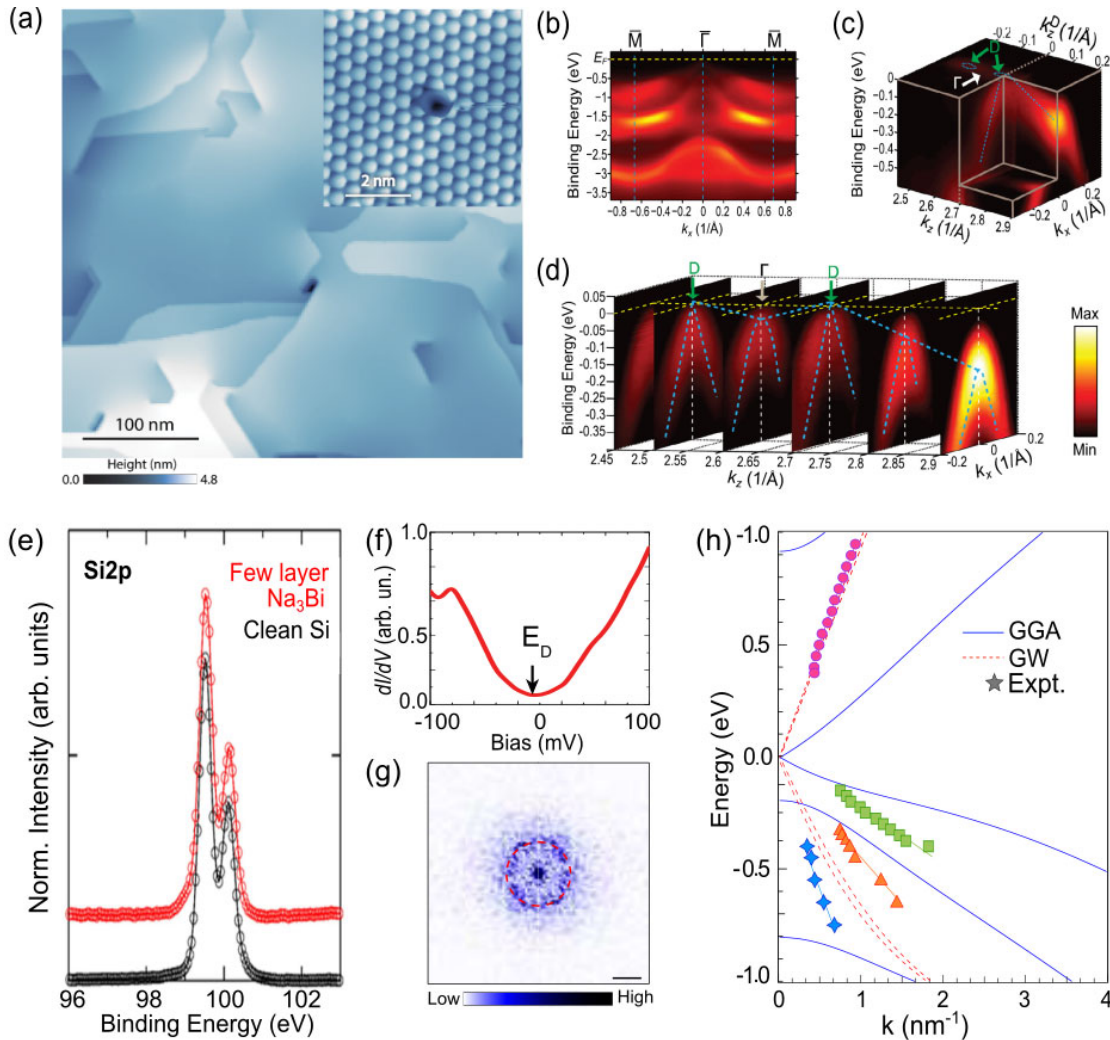 (a)
2 nm
100 nm
Height (nm)
0.0 4.8
(b)
M̅ Γ̅ M̅
E_F
-0.5
-1
-1.5
-2
-2.5
-3
-3.5
Binding Energy (eV)
-0.8 -0.6 -0.4 -0.2 0 0.2 0.4 0.6 0.8
k_x (1/Å)
(c)
k_z^D (1/Å)
-0.2 -0.1 0 0.1 0.2
D
Γ
0
-0.1
-0.2
-0.3
-0.4
-0.5
Binding Energy (eV)
2.5 2.6 2.7 2.8 2.9
k_z (1/Å)
-0.2 0 0.2
k_x (1/Å)
(d)
D Γ D
0.05
0
-0.05
-0.1
-0.15
-0.2
-0.25
-0.3
-0.35
-0.4
Binding Energy (eV)
2.45 2.5 2.55 2.6 2.65 2.7 2.75 2.8 2.85 2.9
k_z (1/Å)
-0.2 0 0.2
k_x (1/Å)
Max
Min
(e)
Si2p
Few layer
Na₃Bi
Clean Si
Norm. Intensity (arb. units)
96 98 100 102
Binding Energy (eV)
(f)
1.0
0.5
0.0
dI/dV (arb. un.)
E_D
-100 0 100
Bias (mV)
(g)
Low High
(h)
-1.0
-0.5
0.0
-0.5
-1.0
Energy (eV)
GGA
GW
Expt.
0 1 2 3 4
k (nm⁻¹)